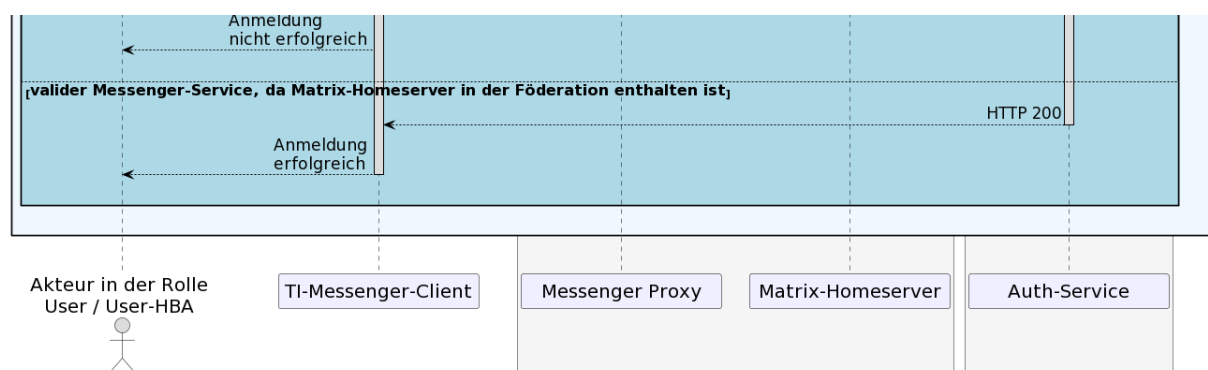 Anmeldung
nicht erfolgreich
[valider Messenger-Service, da Matrix-Homeserver in der Föderation enthalten ist]
HTTP 200
Anmeldung
erfolgreich
Akteur in der Rolle
User / User-HBA
TI-Messenger-Client
Messenger Proxy
Matrix-Homeserver
Auth-Service